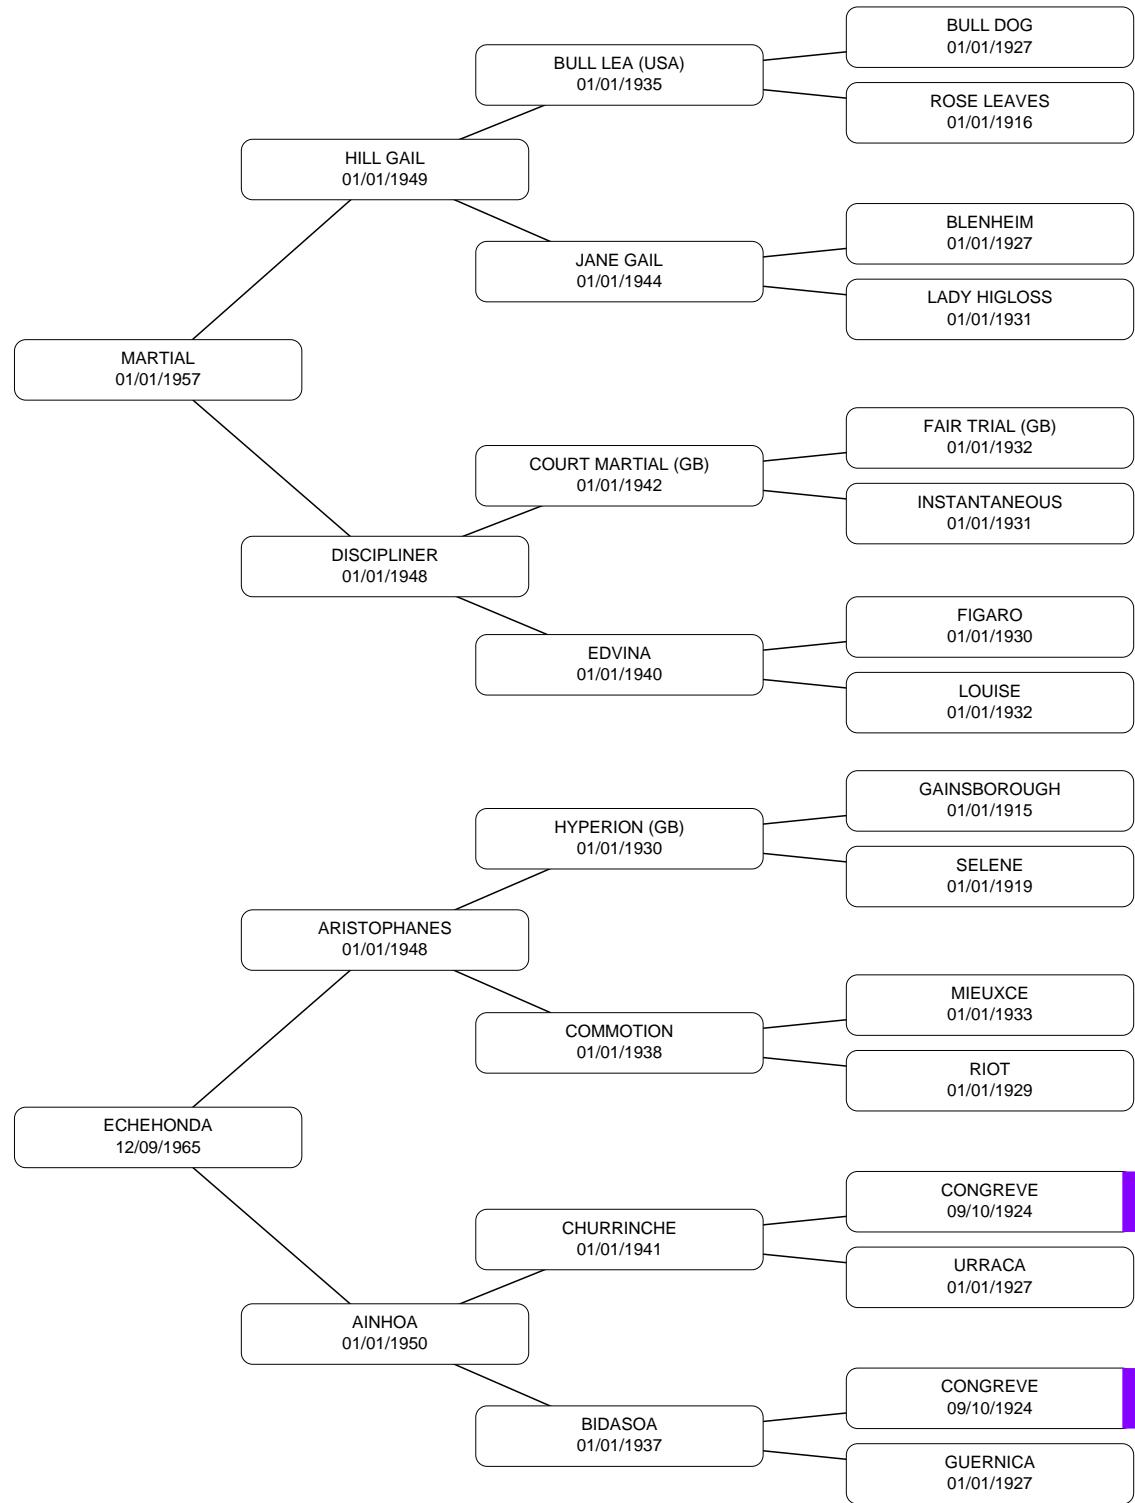 BULL DOG
01/01/1927
BULL LEA (USA)
01/01/1935
ROSE LEAVES
01/01/1916
HILL GAIL
01/01/1949
BLENHEIM
01/01/1927
JANE GAIL
01/01/1944
LADY HIGLOSS
01/01/1931
MARTIAL
01/01/1957
FAIR TRIAL (GB)
01/01/1932
COURT MARTIAL (GB)
01/01/1942
INSTANTANEOUS
01/01/1931
DISCIPLINER
01/01/1948
FIGARO
01/01/1930
EDVINA
01/01/1940
LOUISE
01/01/1932
GAINSBOROUGH
01/01/1915
HYPERION (GB)
01/01/1930
SELENE
01/01/1919
ARISTOPHANES
01/01/1948
MIEUXCE
01/01/1933
COMMOTION
01/01/1938
RIOT
01/01/1929
ECHEHONDA
12/09/1965
CONGREVE
09/10/1924
CHURRINCHE
01/01/1941
URRACA
01/01/1927
AINHOA
01/01/1950
CONGREVE
09/10/1924
BIDASOA
01/01/1937
GUERNICA
01/01/1927